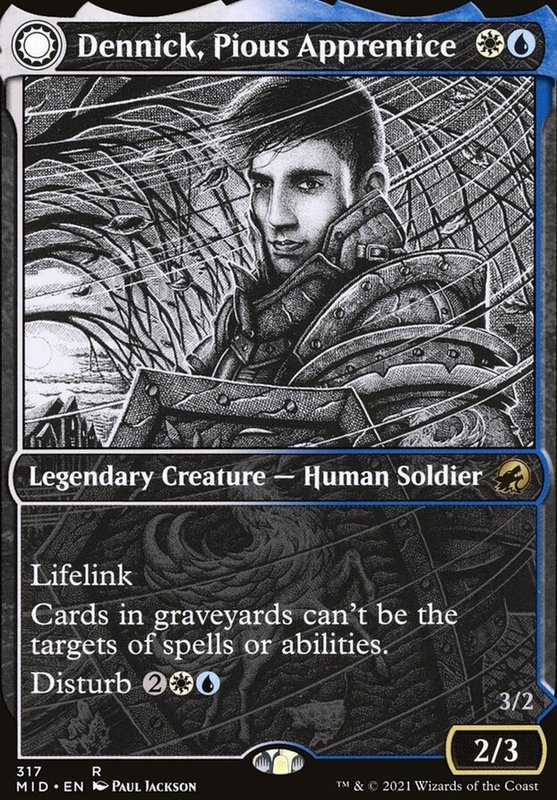 Dennick, Pious Apprentice
Legendary Creature — Human Soldier
Lifelink
Cards in graveyards can't be the
targets of spells or abilities.
Disturb 2
3/2
2/3
317 R
MID • EN Paul Jackson
™ & © 2021 Wizards of the Coast